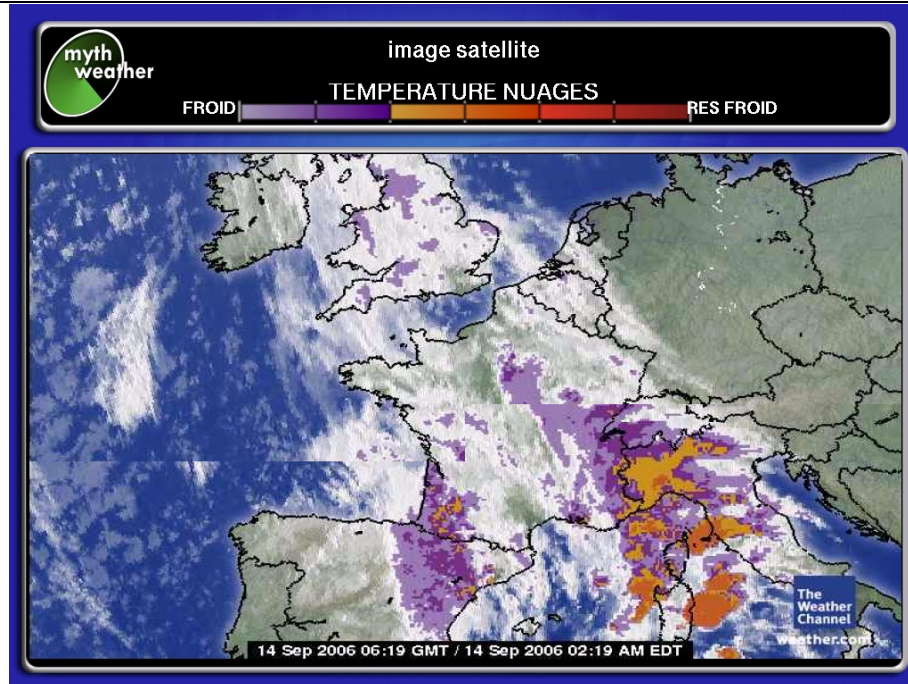 myth
weather
image satellite
TEMPERATURE NUAGES
FROID
RES FROID
The
Weather
Channel
weather.com
14 Sep 2006 06:19 GMT / 14 Sep 2006 02:19 AM EDT